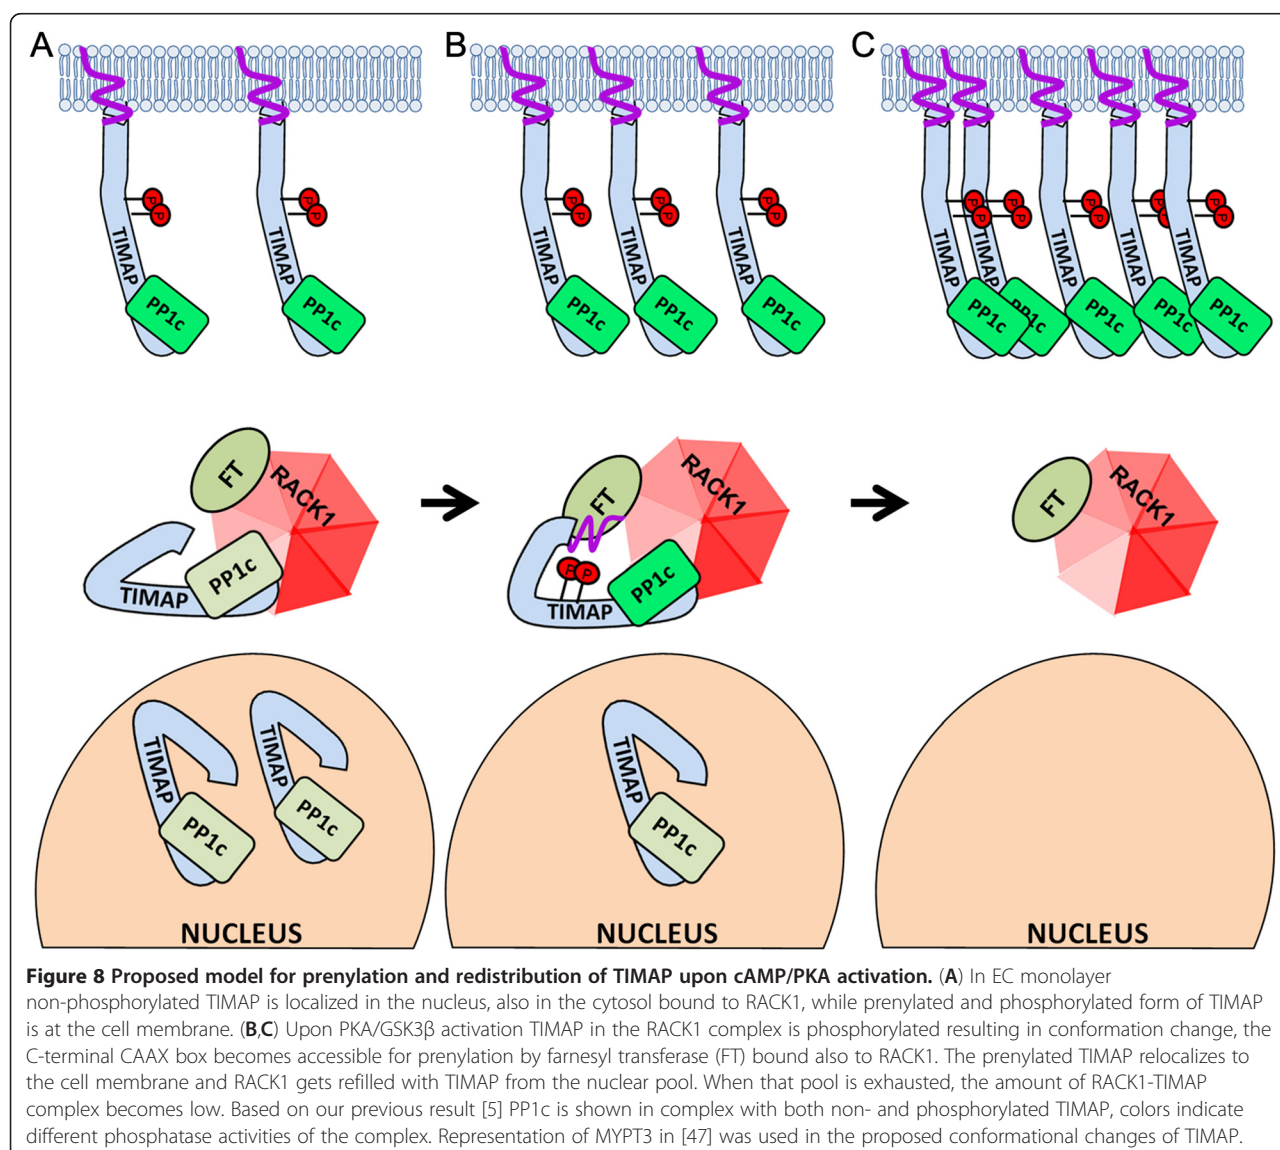 A B C
P P P P P P P P P P P P P P P P P P P
TIMAP TIMAP TIMAP TIMAP TIMAP TIMAP TIMAP TIMAP TIMAP TIMAP
PP1c PP1c PP1c PP1c PP1c PP1c PP1c PP1c PP1c PP1c
FT RACK1 FT RACK1 FT RACK1
PP1c P P PP1c
TIMAP TIMAP
TIMAP TIMAP TIMAP
PP1c PP1c PP1c
NUCLEUS NUCLEUS
Figure 8 Proposed model for prenylation and redistribution of TIMAP upon cAMP/PKA activation. (A) In EC monolayer
non-phosphorylated TIMAP is localized in the nucleus, also in the cytosol bound to RACK1, while prenylated and phosphorylated form of TIMAP
is at the cell membrane. (B,C) Upon PKA/GSK3β activation TIMAP in the RACK1 complex is phosphorylated resulting in conformation change, the
C-terminal CAAX box becomes accessible for prenylation by farnesyl transferase (FT) bound also to RACK1. The prenylated TIMAP relocalizes to
the cell membrane and RACK1 gets refilled with TIMAP from the nuclear pool. When that pool is exhausted, the amount of RACK1-TIMAP
complex becomes low. Based on our previous result [5] PP1c is shown in complex with both non- and phosphorylated TIMAP, colors indicate
different phosphatase activities of the complex. Representation of MYPT3 in [47] was used in the proposed conformational changes of TIMAP.